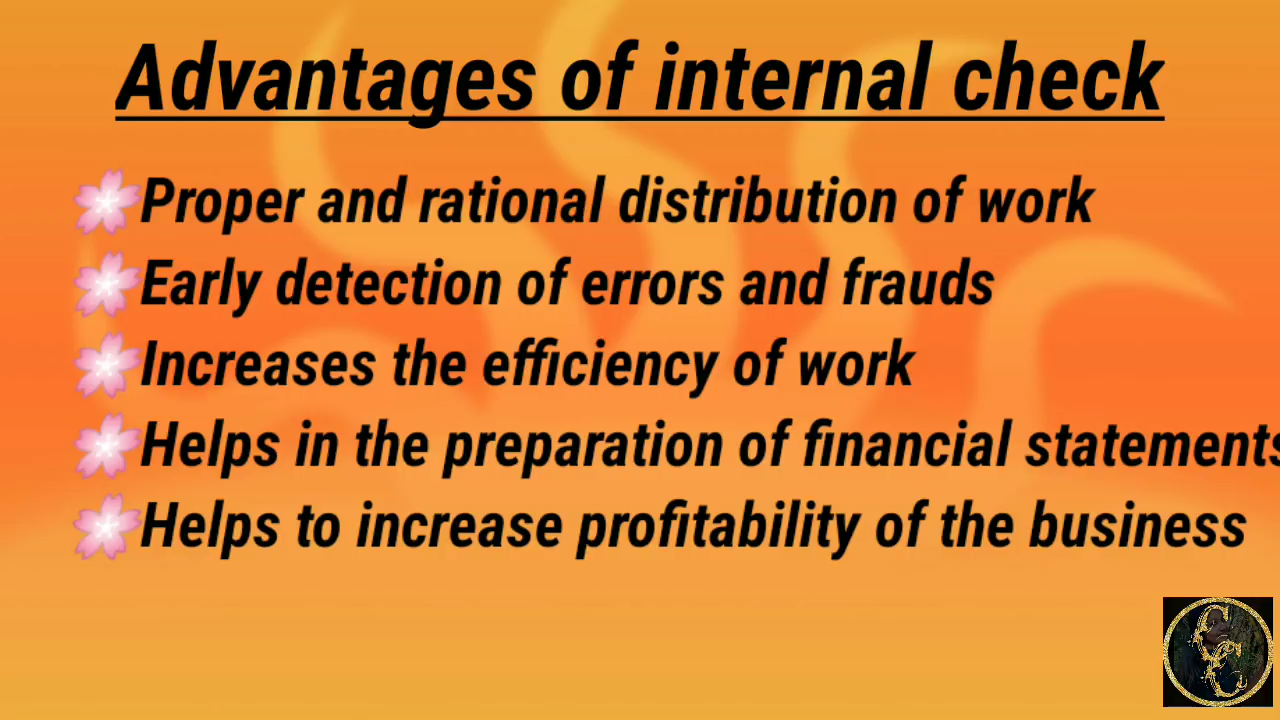 Advantages of internal check
🌸Proper and rational distribution of work
🌸Early detection of errors and frauds
🌸Increases the efficiency of work
🌸Helps in the preparation of financial statements
🌸Helps to increase profitability of the business